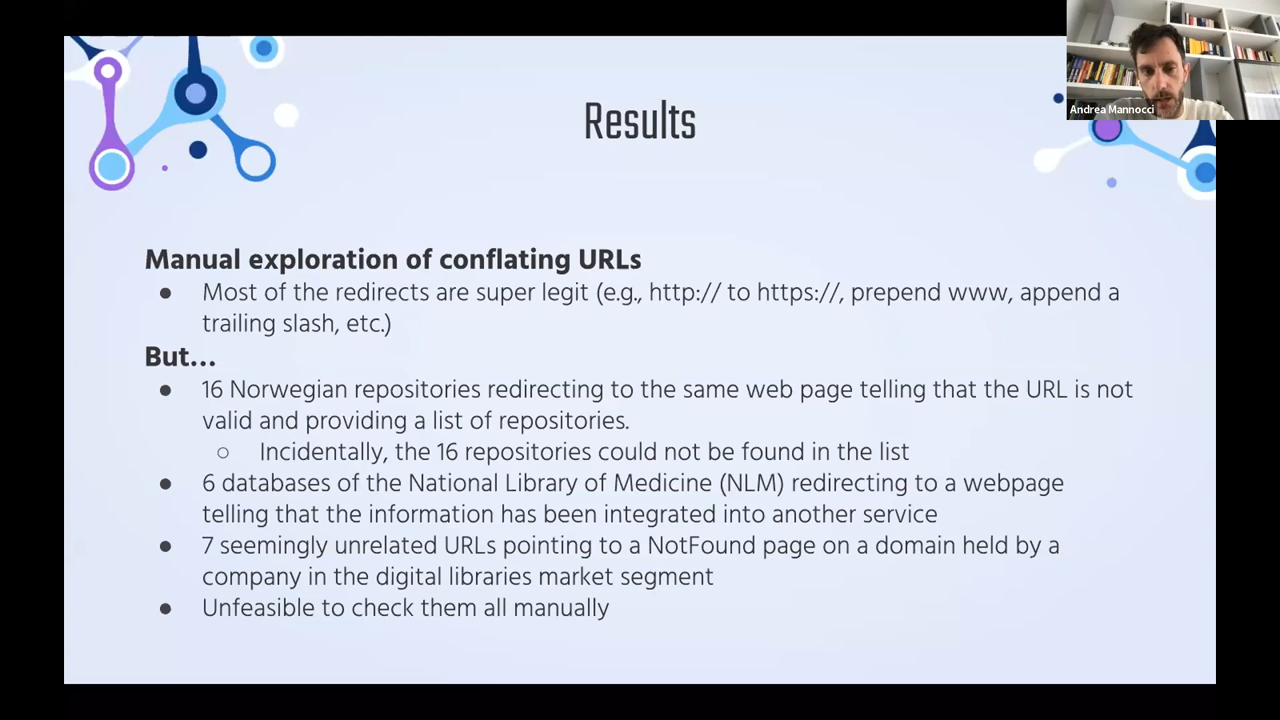 Andrea Mannocci
Results
Manual exploration of conflating URLs
● Most of the redirects are super legit (e.g., http:// to https://, prepend www, append a
trailing slash, etc.)
But...
● 16 Norwegian repositories redirecting to the same web page telling that the URL is not
valid and providing a list of repositories.
○ Incidentally, the 16 repositories could not be found in the list
● 6 databases of the National Library of Medicine (NLM) redirecting to a webpage
telling that the information has been integrated into another service
● 7 seemingly unrelated URLs pointing to a NotFound page on a domain held by a
company in the digital libraries market segment
● Unfeasible to check them all manually